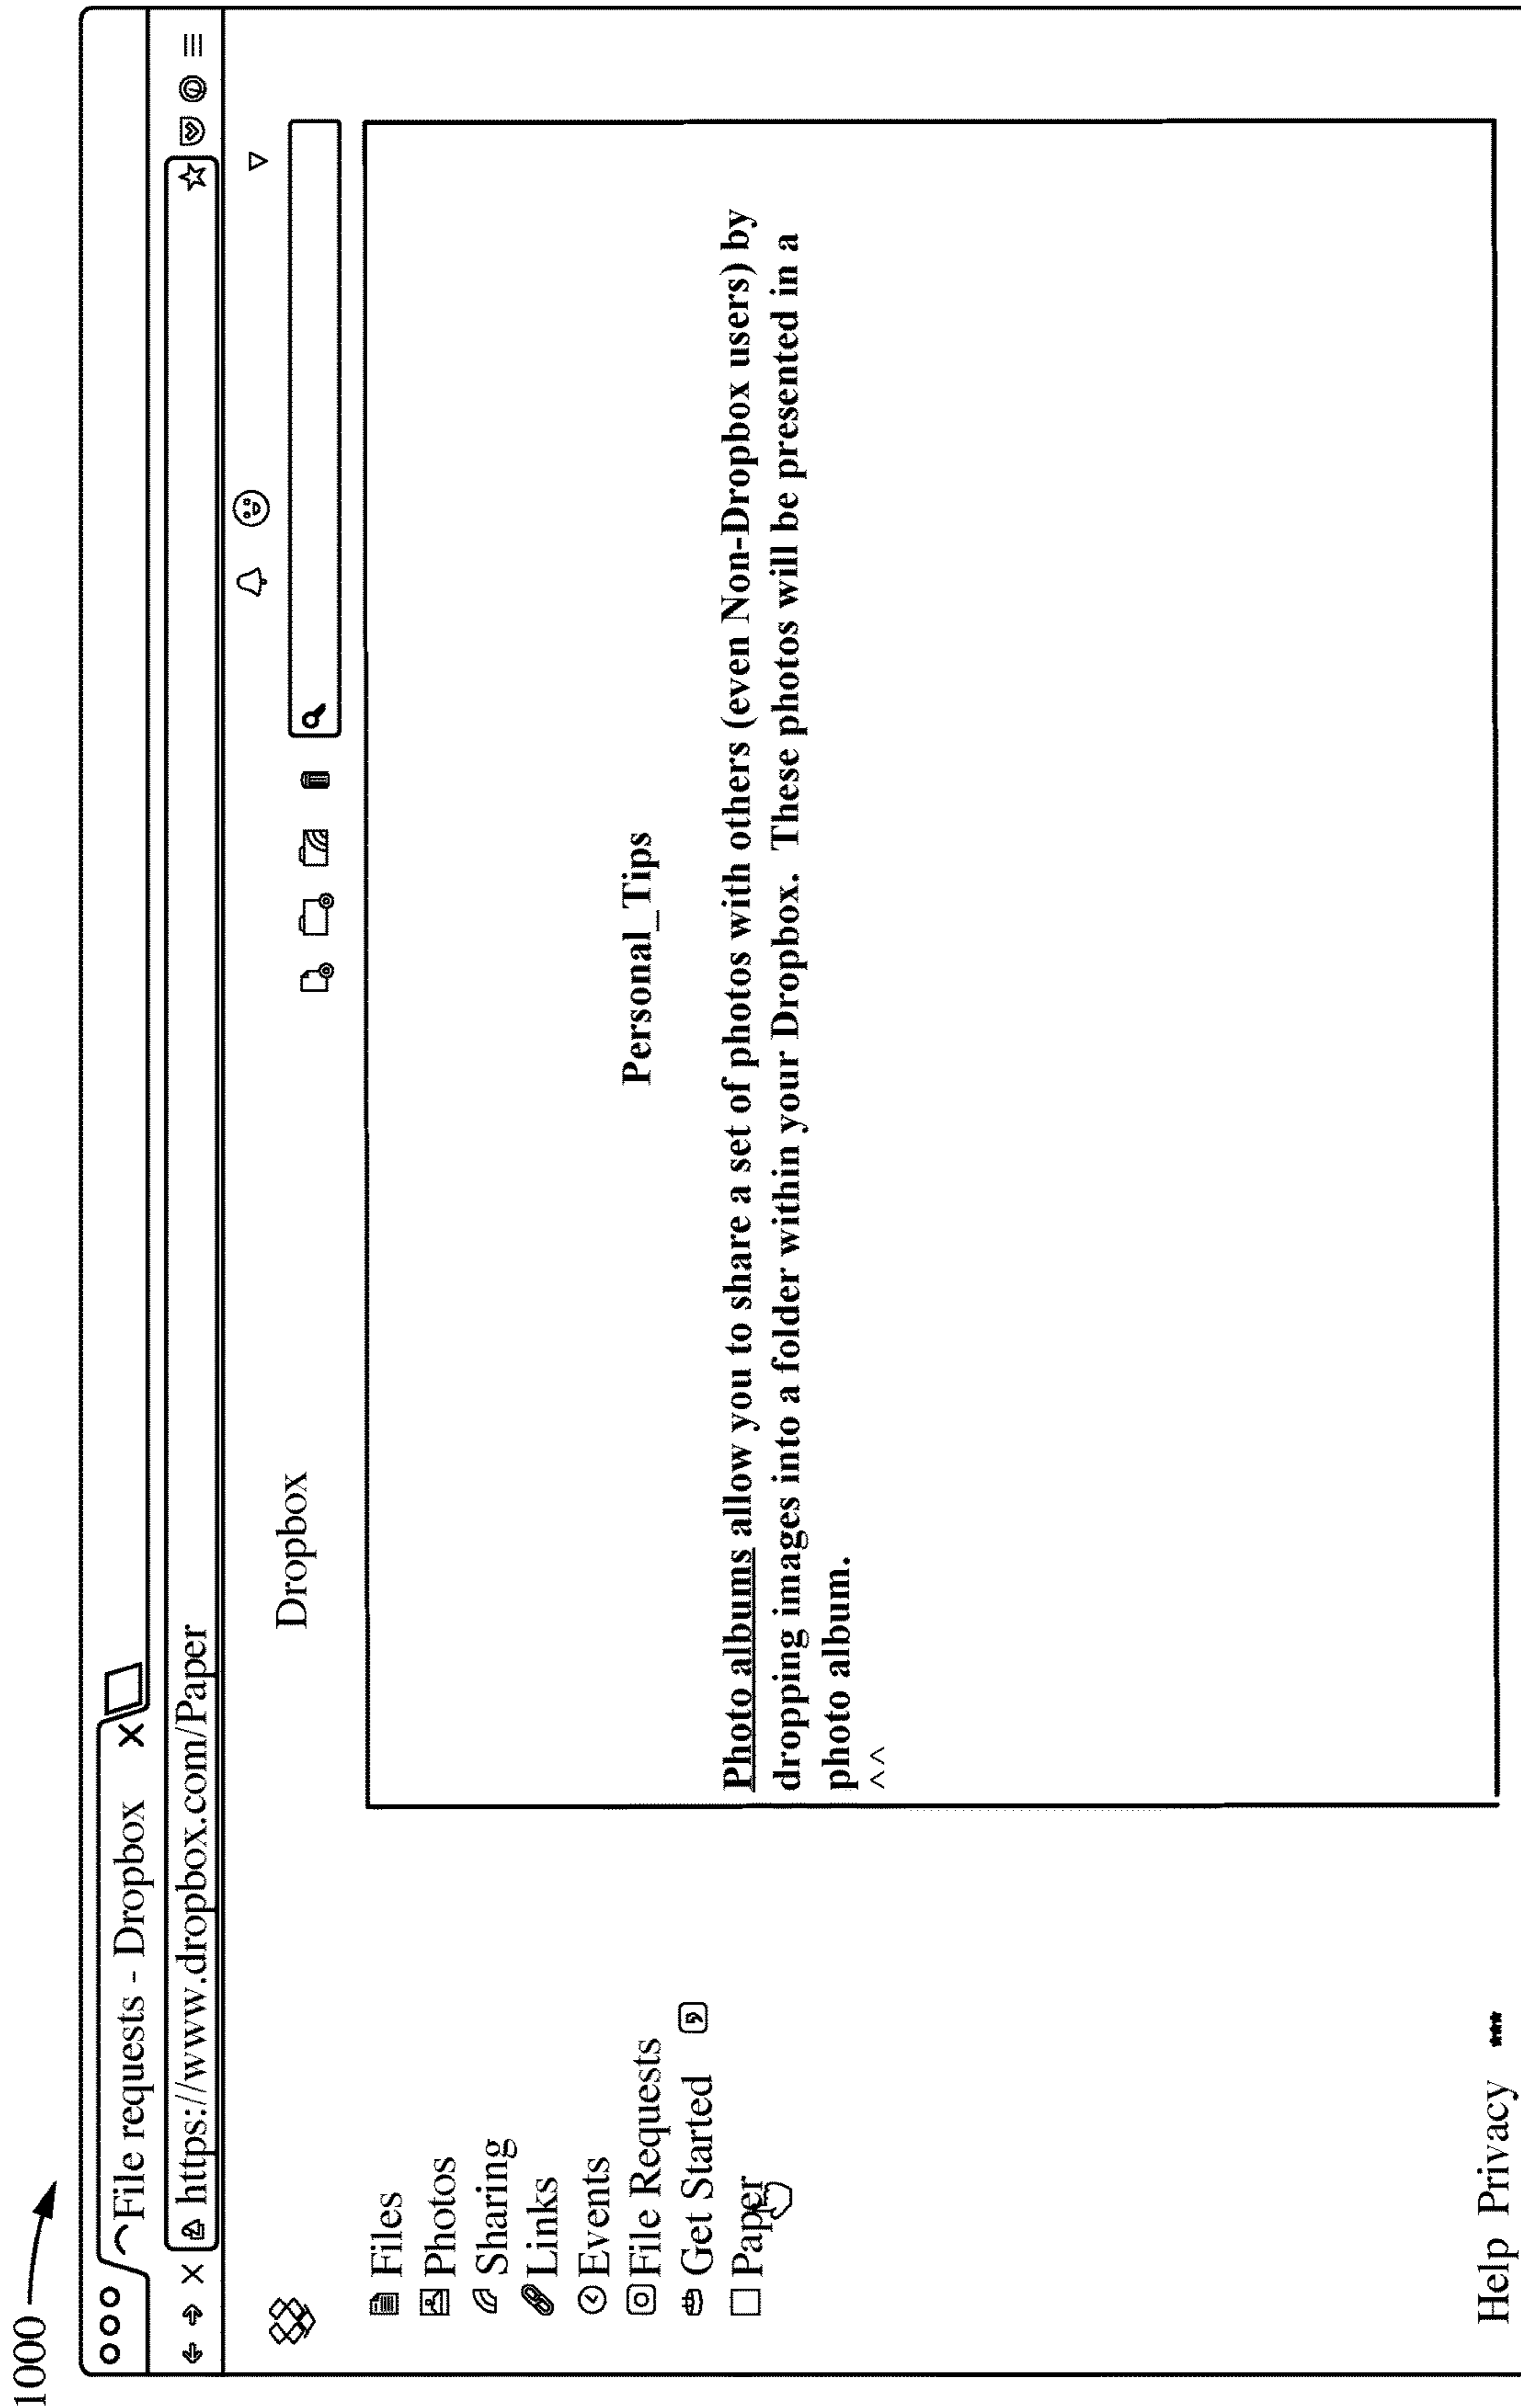 1000
File requests - Dropbox
https://www.dropbox.com/Paper
Dropbox
Files
Photos
Sharing
Links
Events
File Requests
Get Started
Paper
Personal_Tips
Photo albums allow you to share a set of photos with others (even Non-Dropbox users) by
dropping images into a folder within your Dropbox. These photos will be presented in a
photo album.
^^
Help Privacy